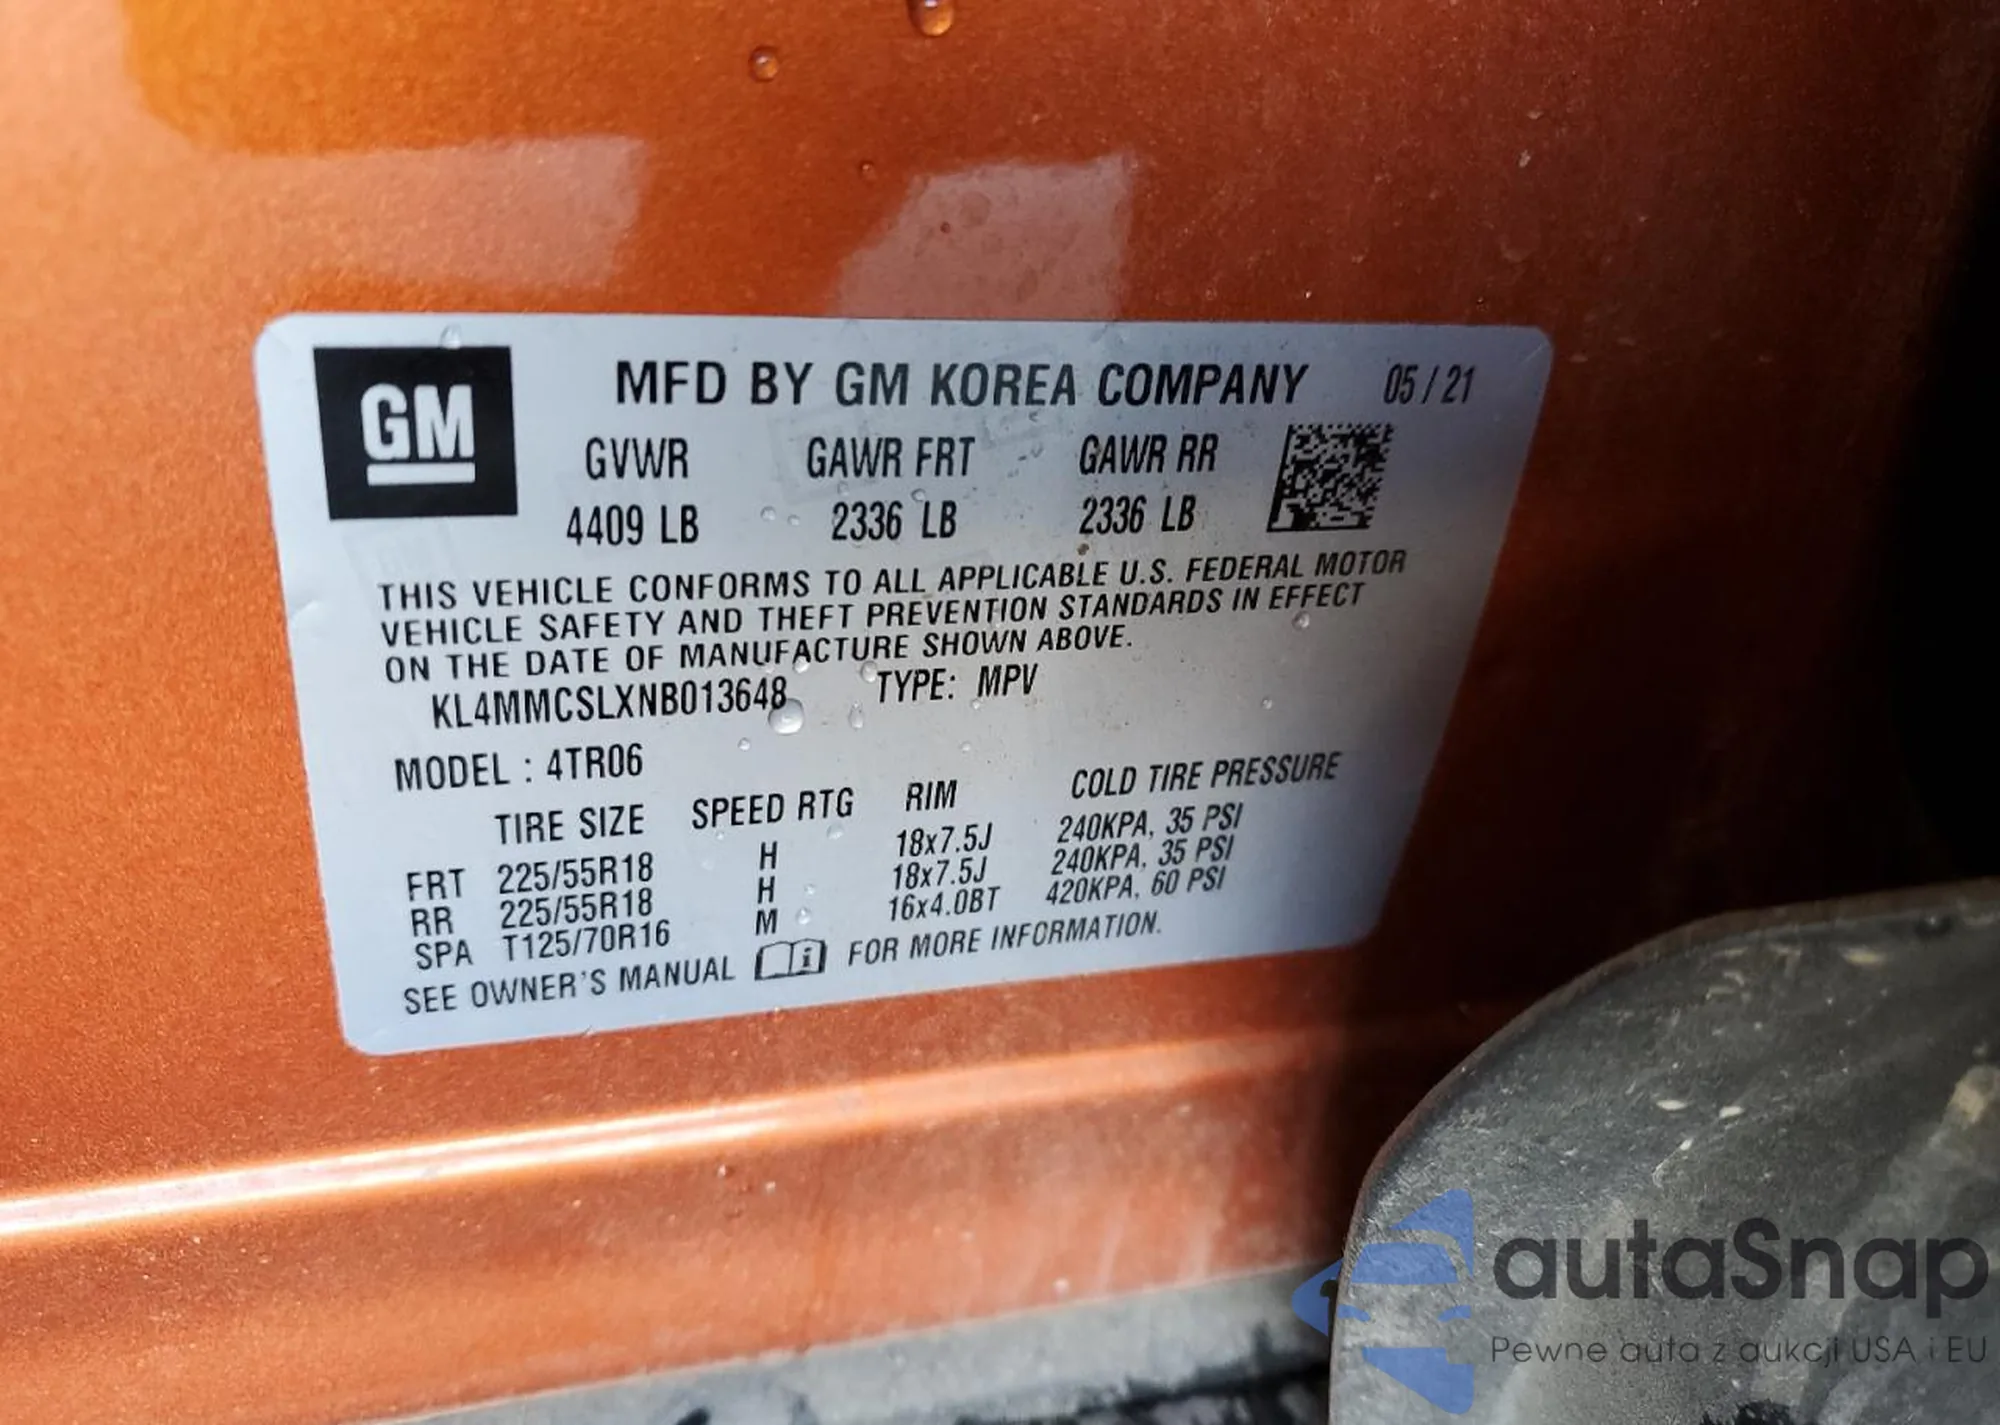 GM
MFD BY GM KOREA COMPANY 05/21
GVWR GAWR FRT GAWR RR
4409 LB 2336 LB 2336 LB
THIS VEHICLE CONFORMS TO ALL APPLICABLE U.S. FEDERAL MOTOR
VEHICLE SAFETY AND THEFT PREVENTION STANDARDS IN EFFECT
ON THE DATE OF MANUFACTURE SHOWN ABOVE.
KL4MMCSLXNB013648 TYPE: MPV
MODEL : 4TR06
TIRE SIZE SPEED RTG RIM COLD TIRE PRESSURE
FRT 225/55R18 H 18x7.5J 240KPA, 35 PSI
RR 225/55R18 H 18x7.5J 240KPA, 35 PSI
SPA T125/70R16 M 16x4.0BT 420KPA, 60 PSI
SEE OWNER'S MANUAL i FOR MORE INFORMATION.
autaSnap
Pewne auta z aukcji USA i EU